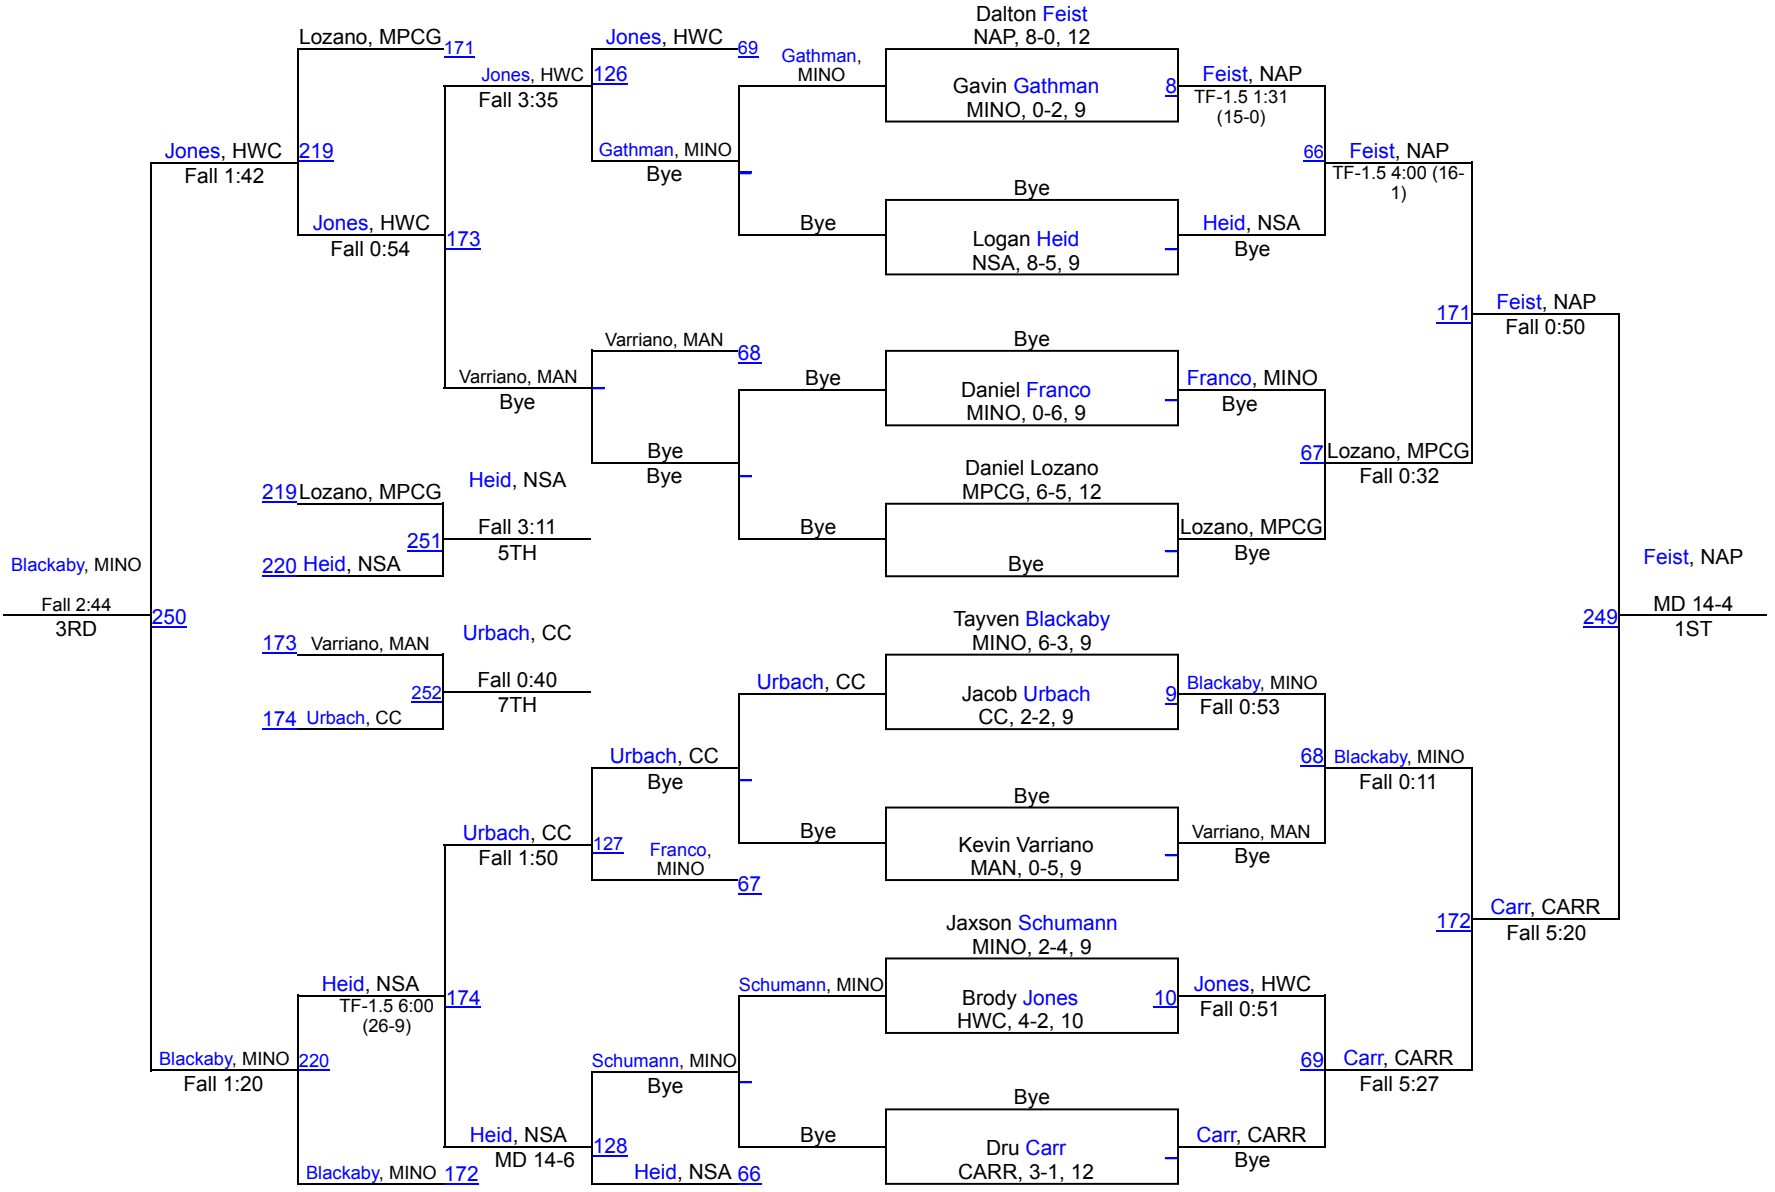 Dalton Feist
NAP, 8-0, 12
Gavin Gathman
MINO, 0-2, 9
8
Bye
Logan Heid
NSA, 8-5, 9
Bye
Daniel Franco
MINO, 0-6, 9
Daniel Lozano
MPCG, 6-5, 12
Bye
Tayven Blackaby
MINO, 6-3, 9
Jacob Urbach
CC, 2-2, 9
9
Bye
Kevin Varriano
MAN, 0-5, 9
Jaxson Schumann
MINO, 2-4, 9
Brody Jones
HWC, 4-2, 10
10
Bye
Dru Carr
CARR, 3-1, 12
Feist, NAP
TF-1.5 1:31
(15-0)
66
Heid, NSA
Bye
Franco, MINO
Bye
67
Lozano, MPCG
Bye
Blackaby, MINO
Fall 0:53
68
Varriano, MAN
Bye
Jones, HWC
Fall 0:51
69
Carr, CARR
Bye
Feist, NAP
TF-1.5 4:00 (16-
1)
171
Lozano, MPCG
Fall 0:32
Blackaby, MINO
Fall 0:11
172
Carr, CARR
Fall 5:27
Feist, NAP
Fall 0:50
249
Carr, CARR
Fall 5:20
Feist, NAP
MD 14-4
1ST
Gathman,
MINO
Bye
Bye
Bye
Urbach, CC
Bye
Schumann, MINO
Bye
Jones, HWC
69
126
Gathman, MINO
Bye
Varriano, MAN
68
Bye
Bye
Urbach, CC
Bye
127
Franco,
MINO
67
Schumann, MINO
Bye
128
Heid, NSA
66
Jones, HWC
Fall 3:35
173
Varriano, MAN
Bye
Urbach, CC
Fall 1:50
174
Heid, NSA
MD 14-6
Lozano, MPCG
171
219
Jones, HWC
Fall 0:54
Heid, NSA
TF-1.5 6:00
(26-9)
220
Blackaby, MINO
172
Jones, HWC
Fall 1:42
250
Blackaby, MINO
Fall 1:20
Blackaby, MINO
Fall 2:44
3RD
219
Lozano, MPCG
251
220
Heid, NSA
Heid, NSA
Fall 3:11
5TH
173
Varriano, MAN
252
174
Urbach, CC
Urbach, CC
Fall 0:40
7TH